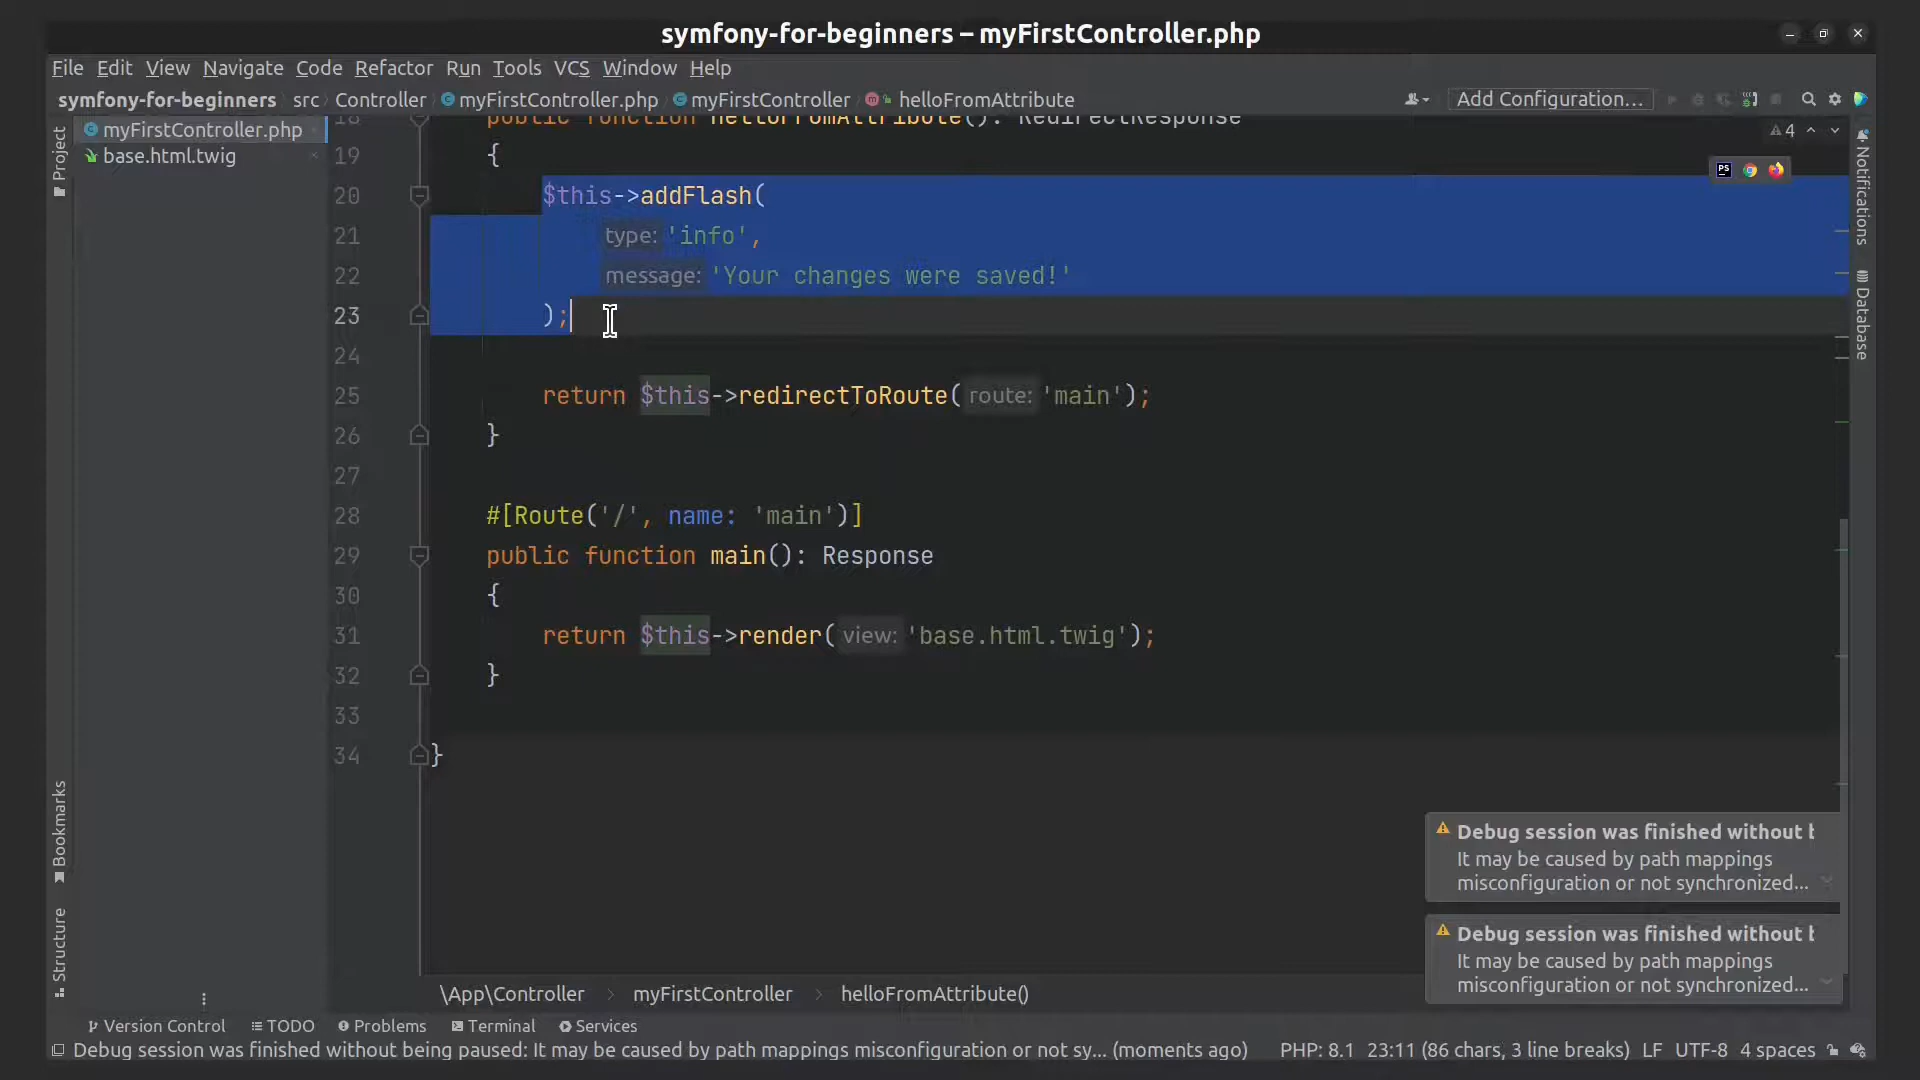 symfony-for-beginners – myFirstController.php
File Edit View Navigate Code Refactor Run Tools VCS Window Help
symfony-for-beginners src Controller myFirstController.php myFirstController helloFromAttribute Add Configuration...
Project
myFirstController.php
base.html.twig
Bookmarks
Structure
18 public function helloFromAttribute(): RedirectResponse
19 {
20 $this->addFlash(
21 type: 'info',
22 message: 'Your changes were saved!'
23 );
24
25 return $this->redirectToRoute( route: 'main');
26 }
27
28 #[Route('/', name: 'main')]
29 public function main(): Response
30 {
31 return $this->render( view: 'base.html.twig');
32 }
33
34 }
4
PS
Notifications
Database
Debug session was finished without
It may be caused by path mappings
misconfiguration or not synchronized...
Debug session was finished without
It may be caused by path mappings
misconfiguration or not synchronized...
\App\Controller > myFirstController > helloFromAttribute()
Version Control TODO Problems Terminal Services
Debug session was finished without being paused: It may be caused by path mappings misconfiguration or not sy... (moments ago) PHP: 8.1 23:11 (86 chars, 3 line breaks) LF UTF-8 4 spaces